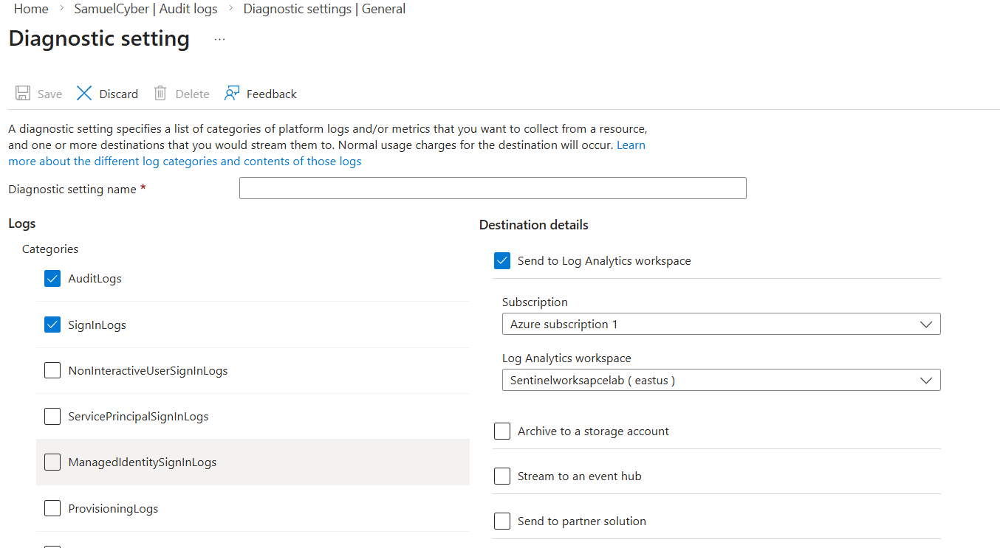 Home > SamuelCyber | Audit logs > Diagnostic settings | General
Diagnostic setting ...
Save Discard Delete Feedback
A diagnostic setting specifies a list of categories of platform logs and/or metrics that you want to collect from a resource,
and one or more destinations that you would stream them to. Normal usage charges for the destination will occur. Learn
more about the different log categories and contents of those logs
Diagnostic setting name *
Logs
Categories
AuditLogs
SignInLogs
NonInteractiveUserSignInLogs
ServicePrincipalSignInLogs
ManagedIdentitySignInLogs
ProvisioningLogs
Destination details
Send to Log Analytics workspace
Subscription
Azure subscription 1
Log Analytics workspace
Sentinelworksapcelab ( eastus )
Archive to a storage account
Stream to an event hub
Send to partner solution